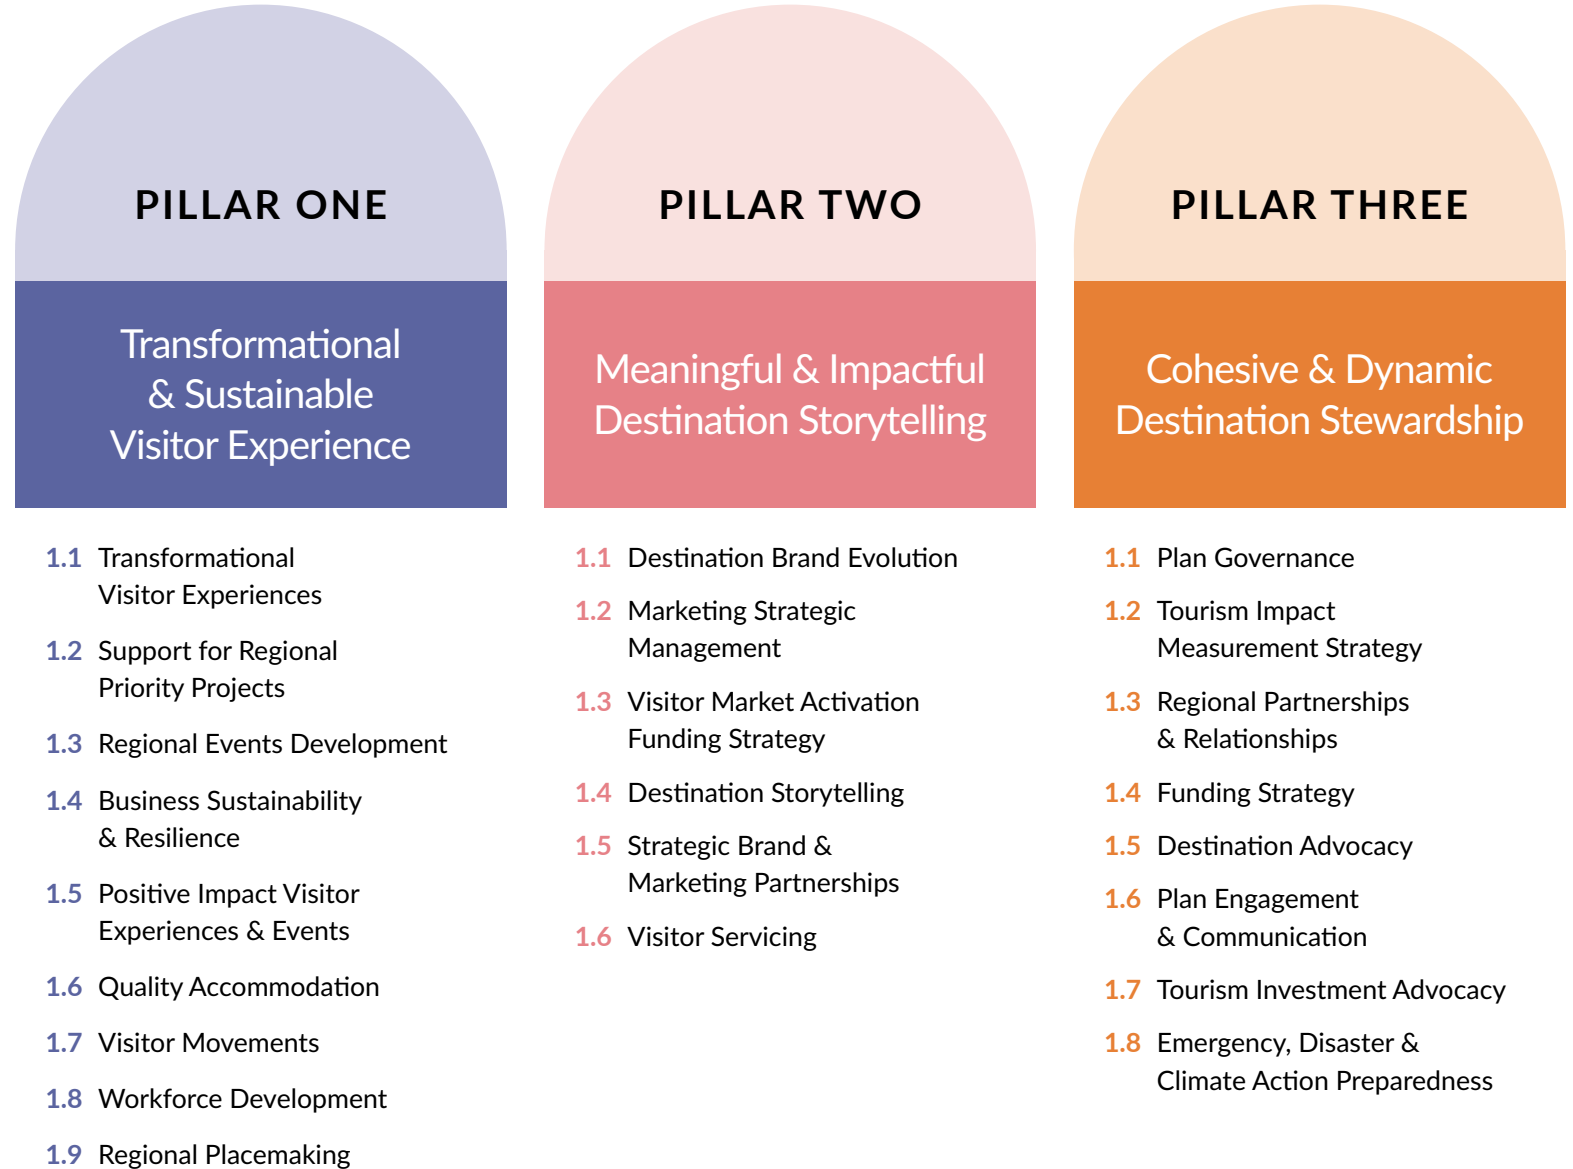 PILLAR ONE
Transformational
& Sustainable
Visitor Experience
1.1 Transformational
Visitor Experiences
1.2 Support for Regional
Priority Projects
1.3 Regional Events Development
1.4 Business Sustainability
& Resilience
1.5 Positive Impact Visitor
Experiences & Events
1.6 Quality Accommodation
1.7 Visitor Movements
1.8 Workforce Development
1.9 Regional Placemaking
PILLAR TWO
Meaningful & Impactful
Destination Storytelling
1.1 Destination Brand Evolution
1.2 Marketing Strategic
Management
1.3 Visitor Market Activation
Funding Strategy
1.4 Destination Storytelling
1.5 Strategic Brand &
Marketing Partnerships
1.6 Visitor Servicing
PILLAR THREE
Cohesive & Dynamic
Destination Stewardship
1.1 Plan Governance
1.2 Tourism Impact
Measurement Strategy
1.3 Regional Partnerships
& Relationships
1.4 Funding Strategy
1.5 Destination Advocacy
1.6 Plan Engagement
& Communication
1.7 Tourism Investment Advocacy
1.8 Emergency, Disaster &
Climate Action Preparedness